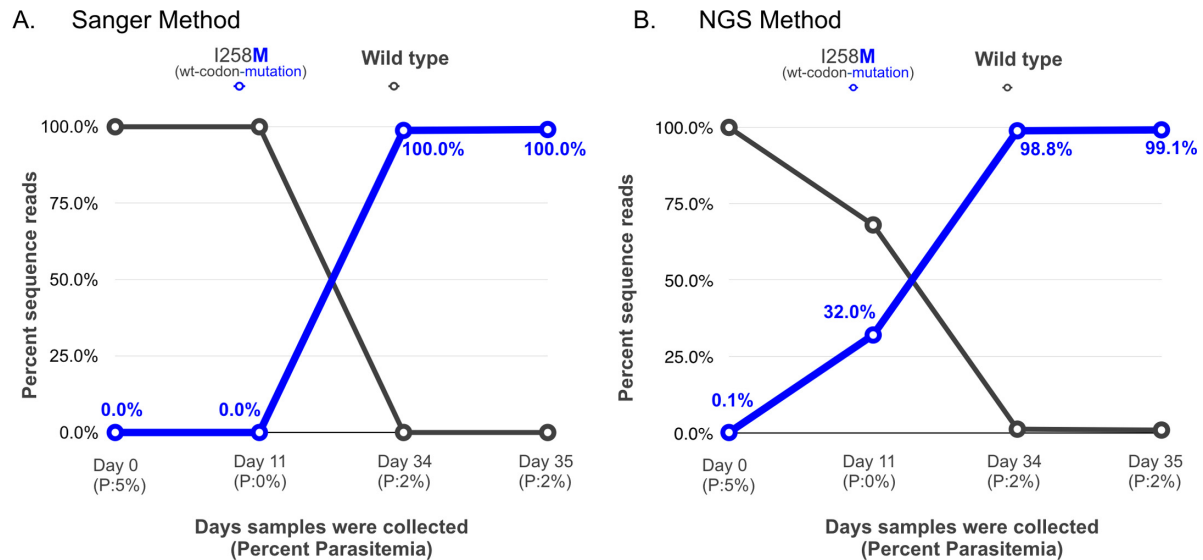 A. Sanger Method
I258M
(wt-codon-mutation)
Wild type
Percent sequence reads
100.0%
75.0%
50.0%
25.0%
0.0%
0.0%
0.0%
100.0%
100.0%
Day 0
(P:5%)
Day 11
(P:0%)
Day 34
(P:2%)
Day 35
(P:2%)
Days samples were collected
(Percent Parasitemia)
B. NGS Method
I258M
(wt-codon-mutation)
Wild type
Percent sequence reads
100.0%
75.0%
50.0%
25.0%
0.0%
0.1%
32.0%
98.8%
99.1%
Day 0
(P:5%)
Day 11
(P:0%)
Day 34
(P:2%)
Day 35
(P:2%)
Days samples were collected
(Percent Parasitemia)